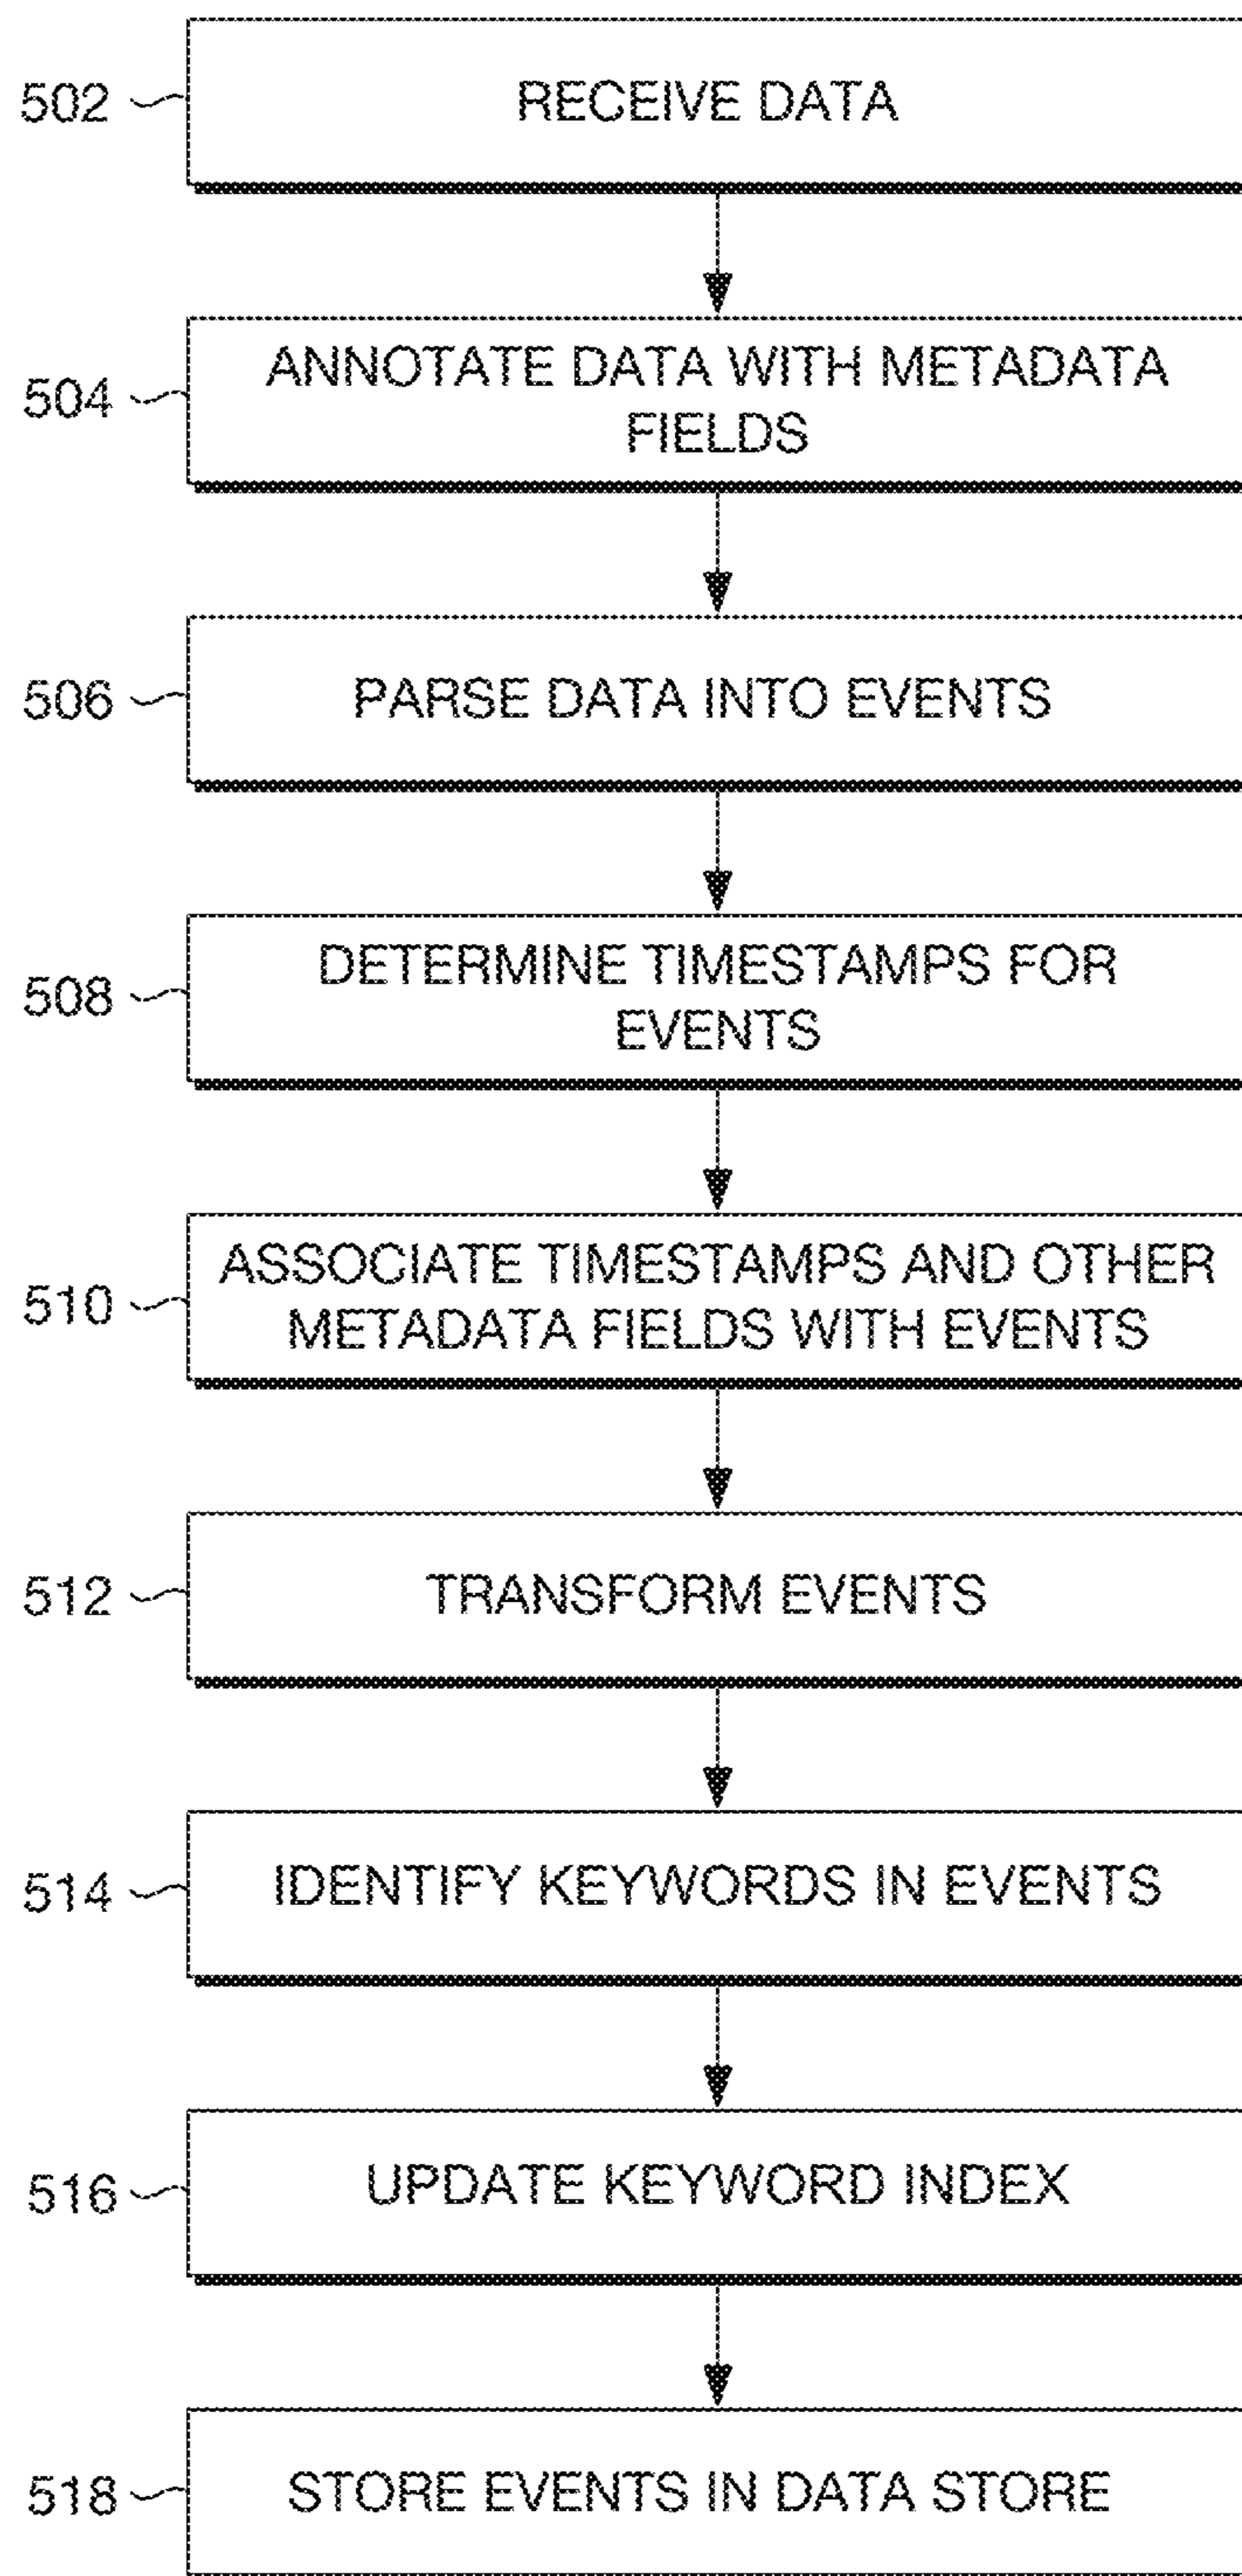 502
RECEIVE DATA
504
ANNOTATE DATA WITH METADATA
FIELDS
506
PARSE DATA INTO EVENTS
508
DETERMINE TIMESTAMPS FOR
EVENTS
510
ASSOCIATE TIMESTAMPS AND OTHER
METADATA FIELDS WITH EVENTS
512
TRANSFORM EVENTS
514
IDENTIFY KEYWORDS IN EVENTS
516
UPDATE KEYWORD INDEX
518
STORE EVENTS IN DATA STORE